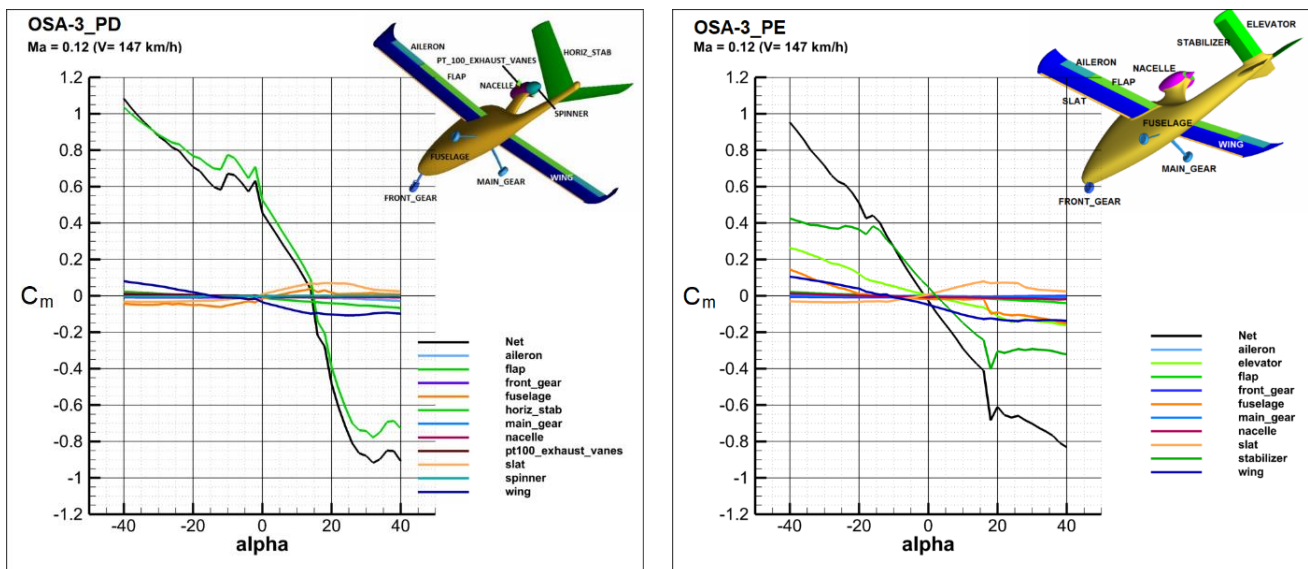 OSA-3_PD
Ma = 0.12 (V= 147 km/h)
AILERON
PT_100_EXHAUST_VANES
FLAP
NACELLE
HORIZ_STAB
SPINNER
FUSELAGE
WING
MAIN_GEAR
FRONT_GEAR
1.2
1
0.8
0.6
0.4
0.2
0
-0.2
-0.4
-0.6
-0.8
-1
-1.2
Cm
-40
-20
0
20
40
alpha
Net
aileron
flap
front_gear
fuselage
horiz_stab
main_gear
nacelle
pt100_exhaust_vanes
slat
spinner
wing
OSA-3_PE
Ma = 0.12 (V= 147 km/h)
ELEVATOR
STABILIZER
AILERON
NACELLE
FLAP
SLAT
FUSELAGE
WING
MAIN_GEAR
FRONT_GEAR
1.2
1
0.8
0.6
0.4
0.2
0
-0.2
-0.4
-0.6
-0.8
-1
-1.2
Cm
-40
-20
0
20
40
alpha
Net
aileron
elevator
flap
front_gear
fuselage
main_gear
nacelle
slat
stabilizer
wing